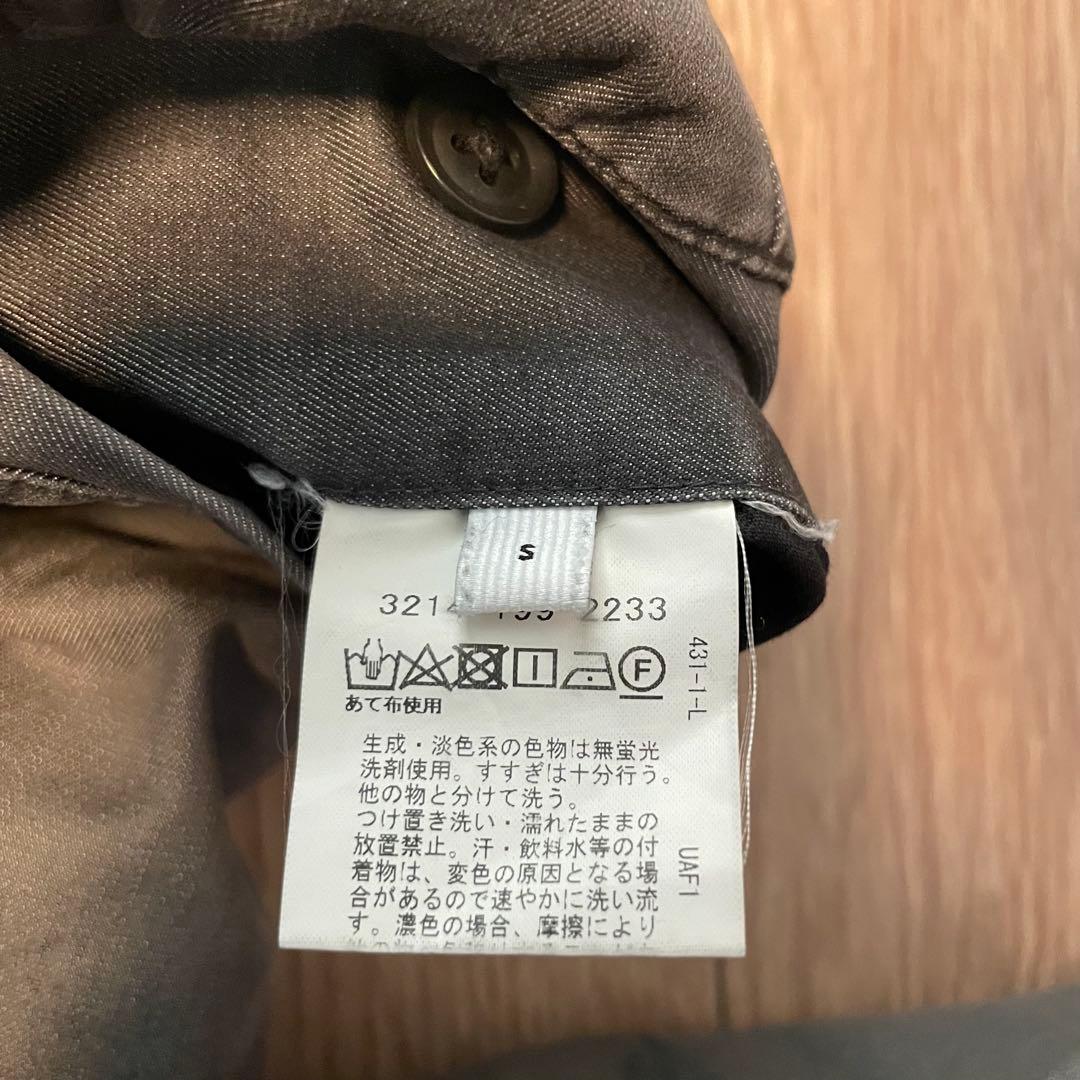 S
321 199 2233
F
あて布使用
431-1-L
生成・淡色系の色物は無蛍光
洗剤使用。すすぎは十分行う。
他の物と分けて洗う。
つけ置き洗い・濡れたままの
放置禁止。汗・飲料水等の付
着物は、変色の原因となる場
合があるので速やかに洗い流
す。濃色の場合、摩擦により
UAF1